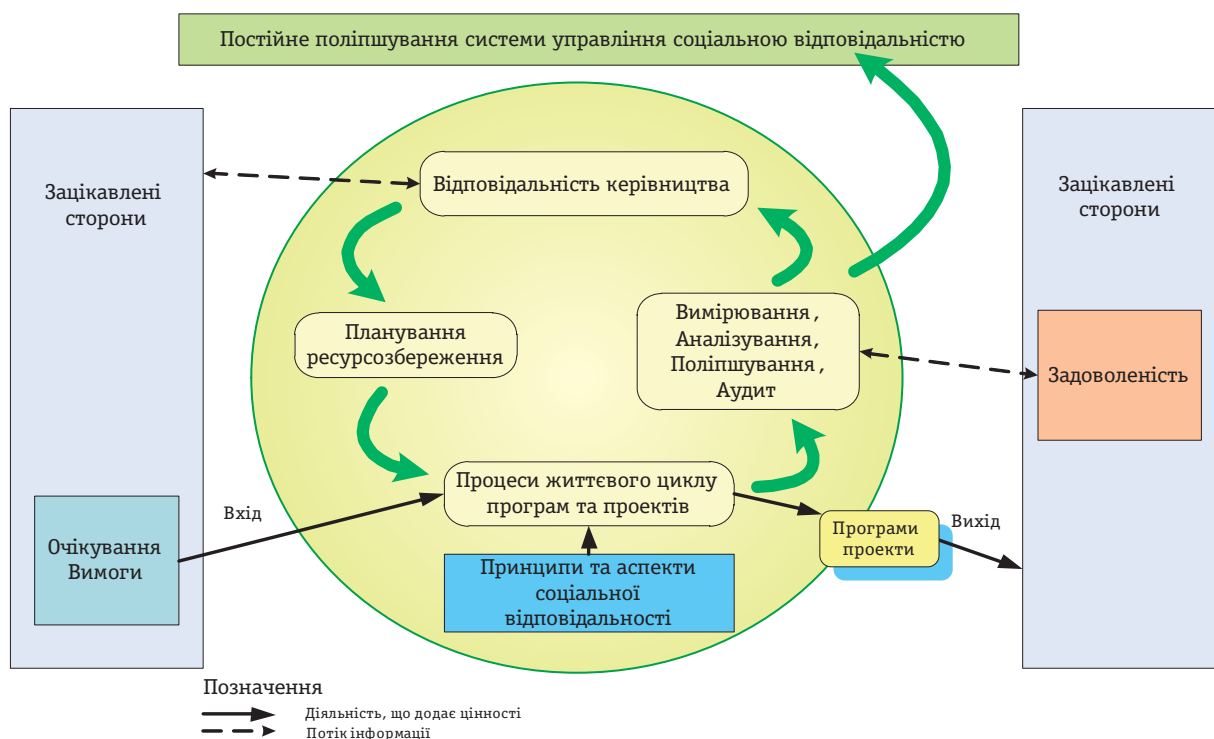 Постійне поліпшування системи управління соціальною відповідальністю
Зацікавлені
сторони
Відповідальність керівництва
Зацікавлені
сторони
Планування
ресурсозбереження
Вимірювання,
Аналізування,
Поліпшування,
Аудит
Задоволеність
Процеси життєвого циклу
програм та проектів
Вхід
Очікування
Вимоги
Програми
проекти
Вихід
Принципи та аспекти
соціальної
відповідальності
Позначення
Діяльність, що додає цінності
Потік інформації